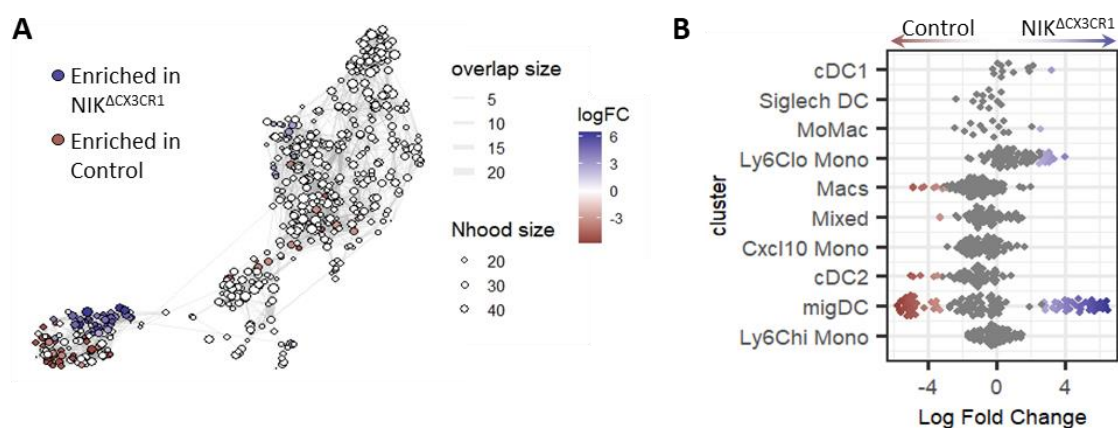 A
Enriched in
NIKΔCX3CR1
Enriched in
Control
overlap size
5
10
15
20
Nhood size
20
30
40
logFC
6
3
0
-3
B
Control
NIKΔCX3CR1
cluster
cDC1
Siglech DC
MoMac
Ly6Clo Mono
Macs
Mixed
Cxcl10 Mono
cDC2
migDC
Ly6Chi Mono
-4
0
4
Log Fold Change